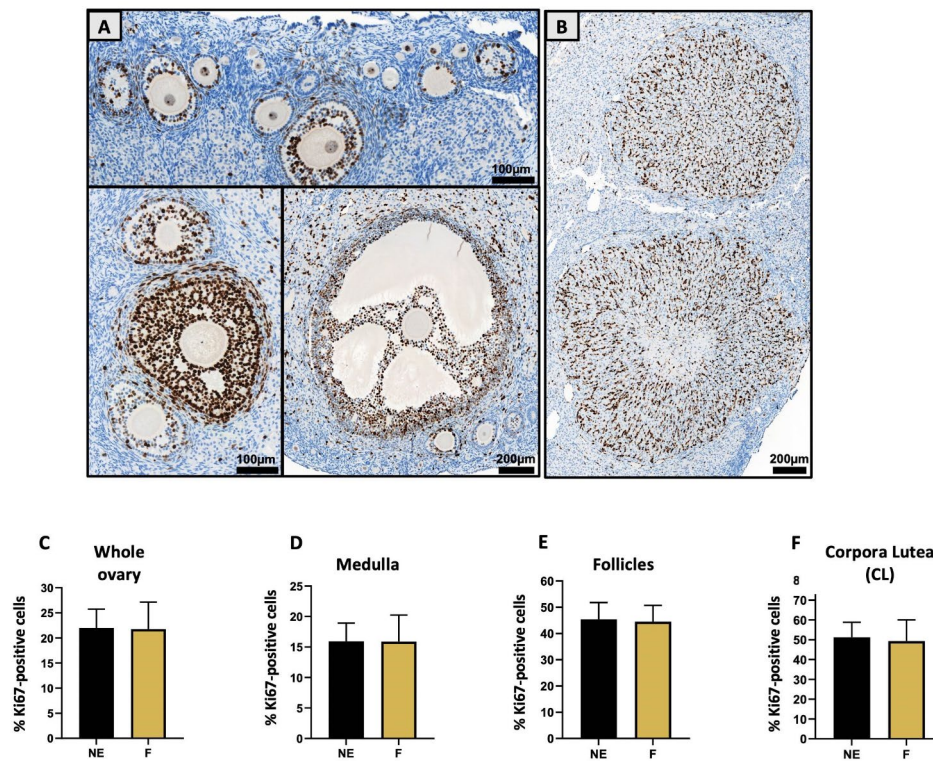 A
B
100μm
100μm
200μm
200μm
C
Whole
ovary
% Ki67-positive cells
30
25
20
15
10
5
0
NE F
D
Medulla
% Ki67-positive cells
25
20
15
10
5
0
NE F
E
Follicles
% Ki67-positive cells
60
50
40
30
20
10
0
NE F
F
Corpora Lutea
(CL)
% Ki67-positive cells
8
70
60
50
40
30
20
10
0
NE F